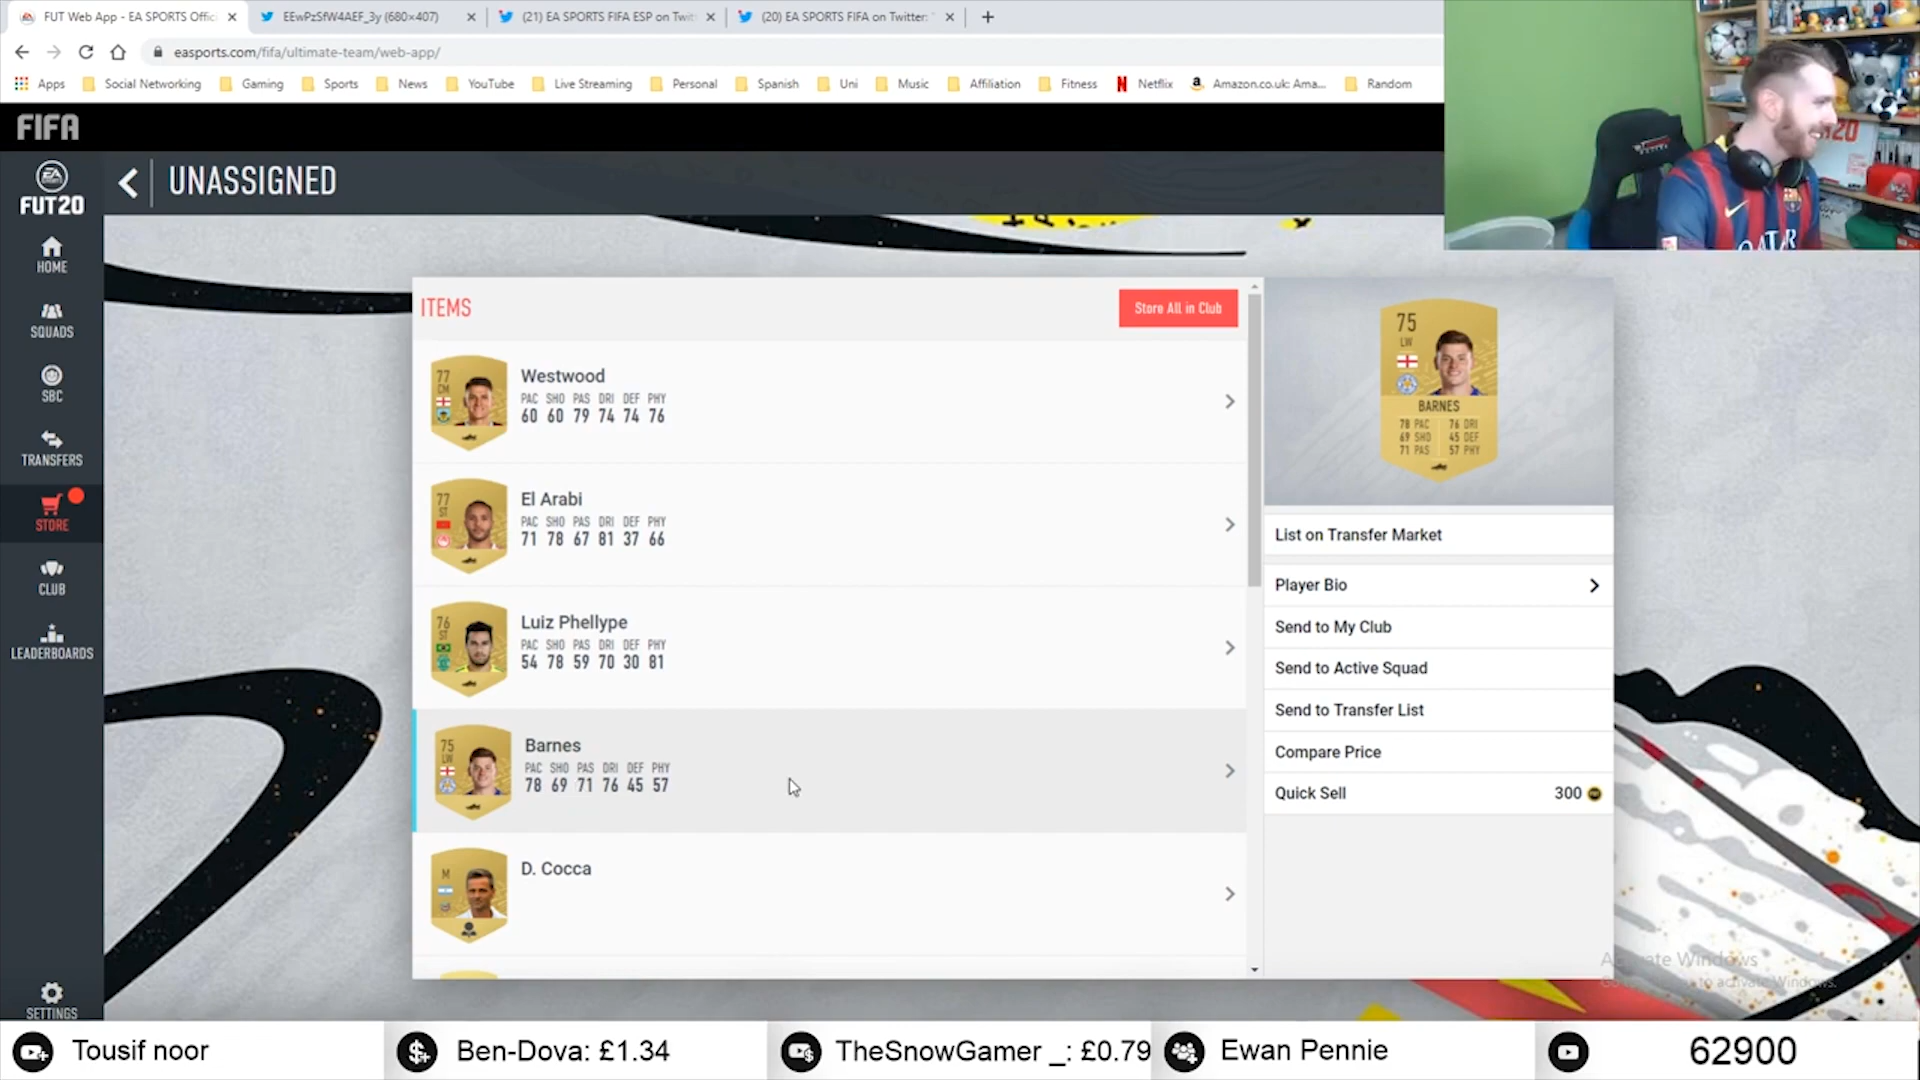 FUT Web App - EA SPORTS Offici
EEwPzSfW4AEF_3y (680×407)
(21) EA SPORTS FIFA ESP on Twit
(20) EA SPORTS FIFA on Twitter: "
easports.com/fifa/ultimate-team/web-app/
Apps
Social Networking
Gaming
Sports
News
YouTube
Live Streaming
Personal
Spanish
Uni
Music
Affiliation
Fitness
Netflix
Amazon.co.uk: Ama...
Random
FIFA
EA SPORTS
FUT20
UNASSIGNED
HOME
SQUADS
SBC
TRANSFERS
STORE
CLUB
LEADERBOARDS
SETTINGS
ITEMS
Store All in Club
77
CM
Westwood
PAC SHO PAS DRI DEF PHY
60 60 79 74 74 76
77
ST
El Arabi
PAC SHO PAS DRI DEF PHY
71 78 67 81 37 66
76
ST
Luiz Phellype
PAC SHO PAS DRI DEF PHY
54 78 59 70 30 81
75
LW
Barnes
PAC SHO PAS DRI DEF PHY
78 69 71 76 45 57
M
D. Cocca
75
LW
BARNES
78 PAC 76 DRI
69 SHO 45 DEF
71 PAS 57 PHY
List on Transfer Market
Player Bio
Send to My Club
Send to Active Squad
Send to Transfer List
Compare Price
Quick Sell 300
QATAR
Tousif noor
Ben-Dova: £1.34
TheSnowGamer _: £0.79
Ewan Pennie
62900